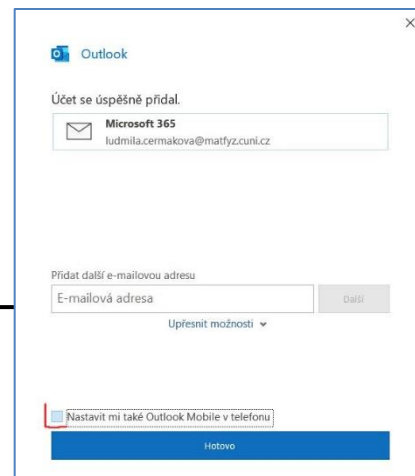 Outlook
Účet se úspěšně přidal.
Microsoft 365
ludmila.cermakova@matfyz.cuni.cz
Přidat další e-mailovou adresu
E-mailová adresa
Další
Upřesnit možnosti
Nastavit mi také Outlook Mobile v telefonu
Hotovo